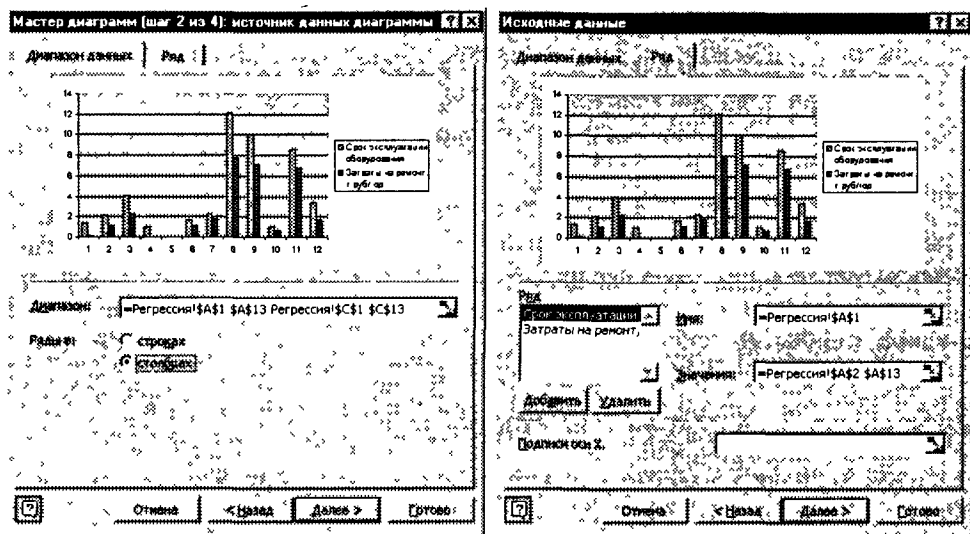 Мастер диаграмм (шаг 2 из 4): источник данных диаграммы
Диапазон данных
Ряд
14
12
10
8
6
4
2
0
1 2 3 4 5 6 7 8 9 10 11 12
Срок эксплуатации
оборудования
Затраты на ремонт
т руб/год
Диапазон:
=Регрессия!$A$1 $A$13 Регрессия!$C$1 $C$13
Ряды в:
строках
столбцах
Отмена
< Назад
Далее >
Готово
Исходные данные
Диапазон данных
Ряд
14
12
10
8
6
4
2
0
1 2 3 4 5 6 7 8 9 10 11 12
Срок эксплуатации
оборудования
Затраты на ремонт
т руб/год
Ряд
Срок эксплуатации
Затраты на ремонт,
Имя:
=Регрессия!$A$1
Значения:
=Регрессия!$A$2 $A$13
Добавить
Удалить
Подписи оси X.
Отмена
< Назад
Далее >
Готово